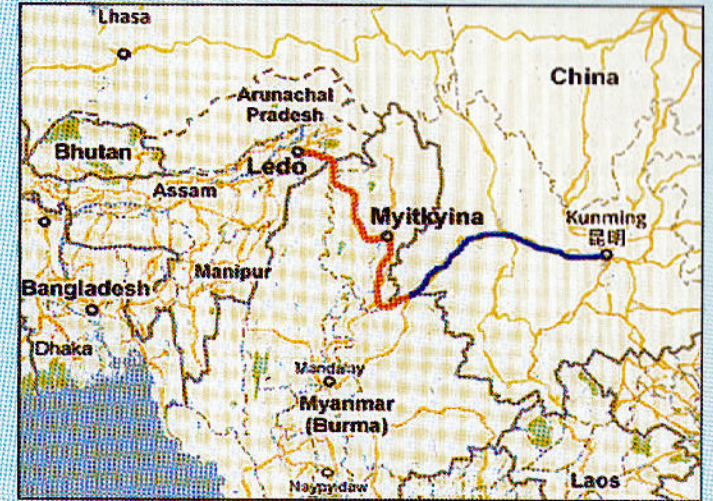 Lhasa
China
Arunachal
Pradesh
Bhutan
Ledo
Assam
Myitkyina
Kunming
昆明
Manipur
Bangladesh
Dhaka
Mandalay
Myanmar
(Burma)
Naypyidaw
Laos